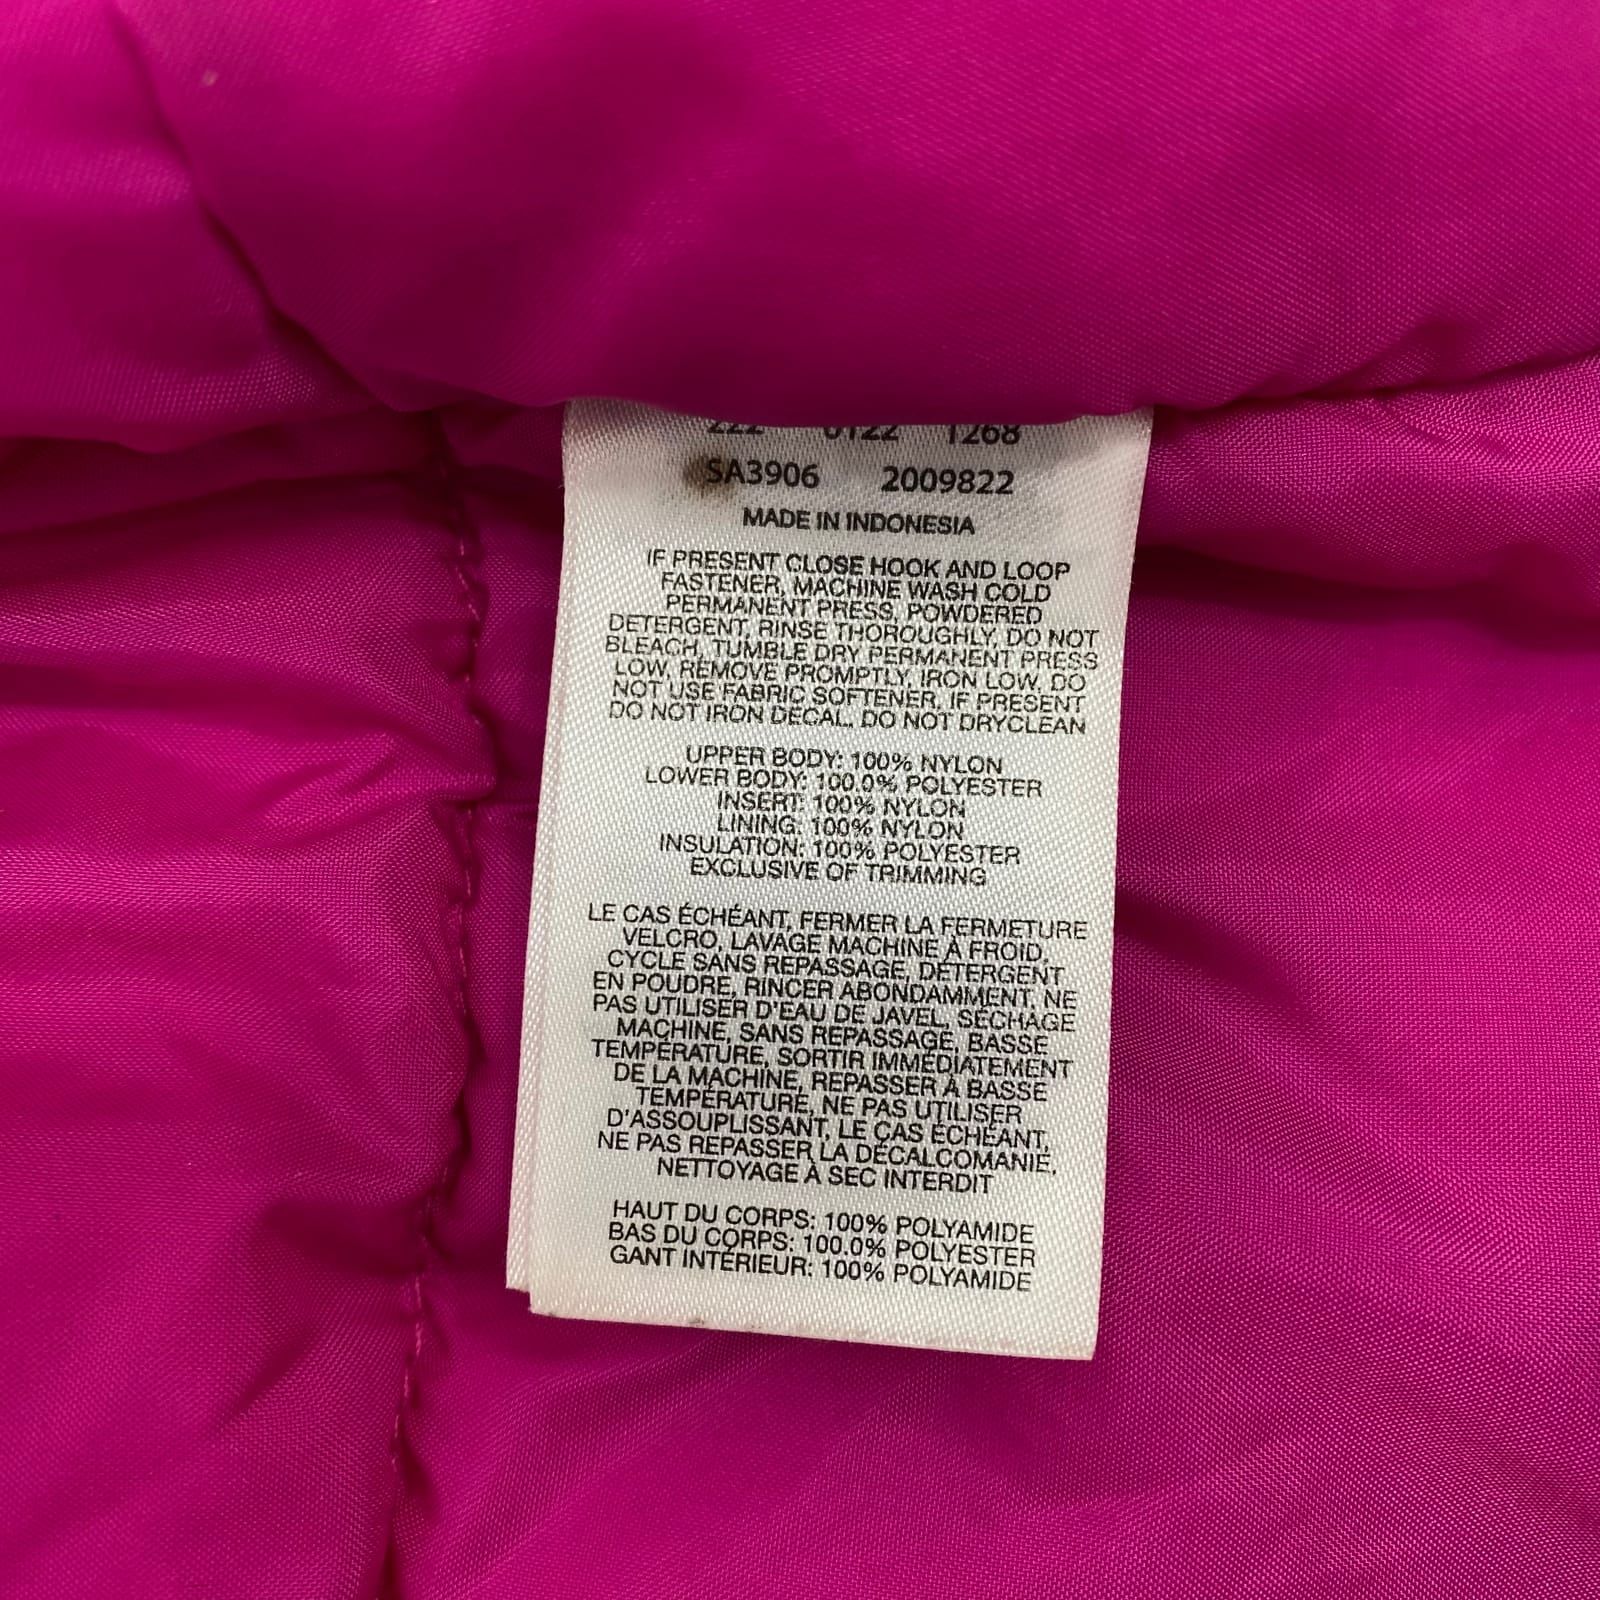 222 0122 1268
SA3906 2009822
MADE IN INDONESIA
IF PRESENT CLOSE HOOK AND LOOP
FASTENER, MACHINE WASH COLD
PERMANENT PRESS, POWDERED
DETERGENT, RINSE THOROUGHLY, DO NOT
BLEACH, TUMBLE DRY PERMANENT PRESS
LOW, REMOVE PROMPTLY, IRON LOW, DO
NOT USE FABRIC SOFTENER, IF PRESENT
DO NOT IRON DECAL, DO NOT DRYCLEAN
UPPER BODY: 100% NYLON
LOWER BODY: 100.0% POLYESTER
INSERT: 100% NYLON
LINING: 100% NYLON
INSULATION: 100% POLYESTER
EXCLUSIVE OF TRIMMING
LE CAS ÉCHÉANT, FERMER LA FERMETURE
VELCRO, LAVAGE MACHINE À FROID,
CYCLE SANS REPASSAGE, DÉTERGENT
EN POUDRE, RINCER ABONDAMMENT, NE
PAS UTILISER D'EAU DE JAVEL, SÉCHAGE
MACHINE, SANS REPASSAGE, BASSE
TEMPÉRATURE, SORTIR IMMÉDIATEMENT
DE LA MACHINE, REPASSER À BASSE
TEMPÉRATURE, NE PAS UTILISER
D'ASSOUPLISSANT, LE CAS ÉCHÉANT,
NE PAS REPASSER LA DÉCALCOMANIE,
NETTOYAGE À SEC INTERDIT
HAUT DU CORPS: 100% POLYAMIDE
BAS DU CORPS: 100.0% POLYESTER
GANT INTÉRIEUR: 100% POLYAMIDE